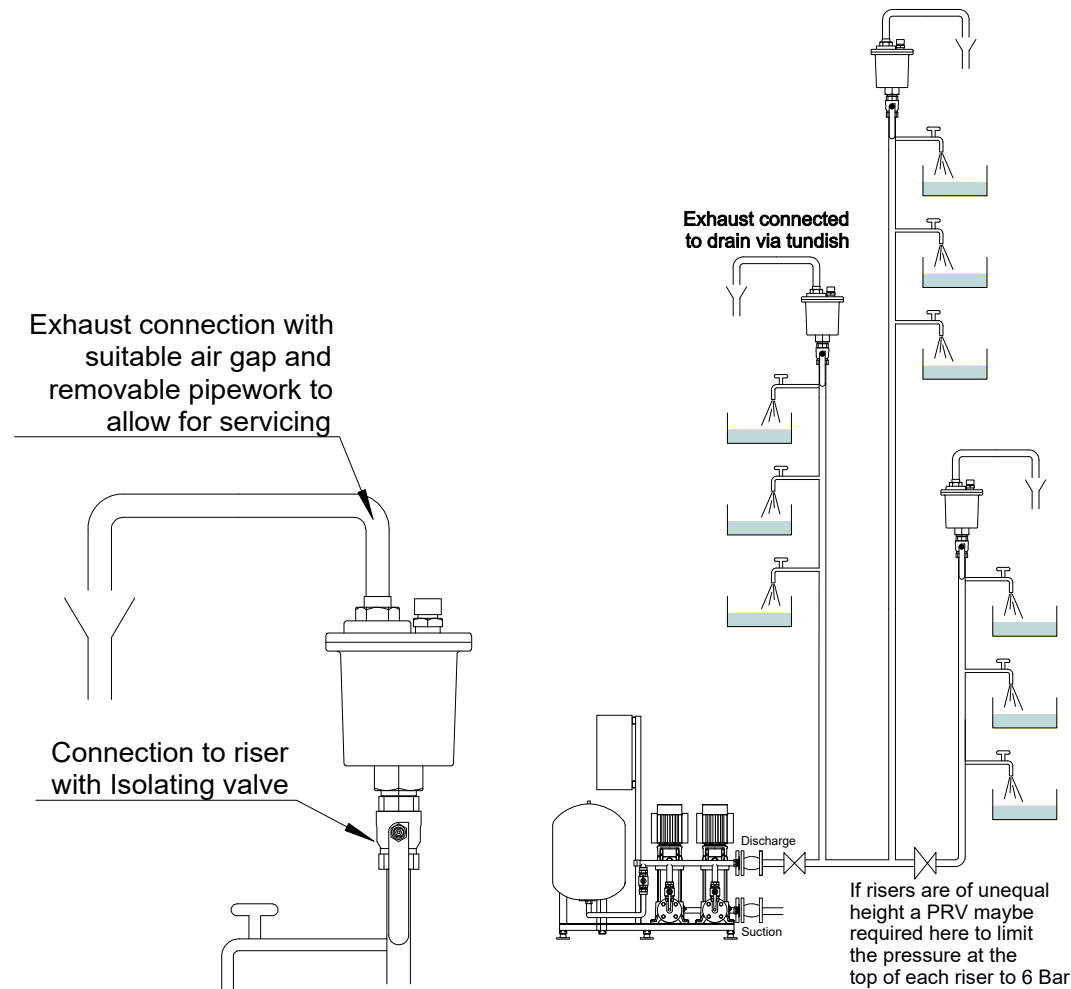 Exhaust connected
to drain via tundish
Exhaust connection with
suitable air gap and
removable pipework to
allow for servicing
Connection to riser
with Isolating valve
Discharge
Suction
If risers are of unequal
height a PRV maybe
required here to limit
the pressure at the
top of each riser to 6 Bar